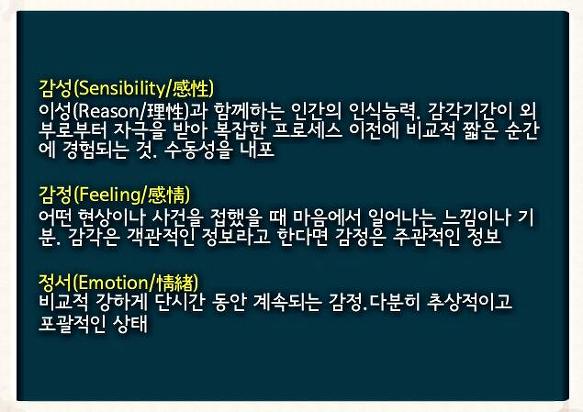 감성(Sensibility/感性)
이성(Reason/理性)과 함께하는 인간의 인식능력. 감각기간이 외
부로부터 자극을 받아 복잡한 프로세스 이전에 비교적 짧은 순간
에 경험되는 것. 수동성을 내포
감정(Feeling/感情)
어떤 현상이나 사건을 접했을 때 마음에서 일어나는 느낌이나 기
분. 감각은 객관적인 정보라고 한다면 감정은 주관적인 정보
정서(Emotion/情緖)
비교적 강하게 단시간 동안 계속되는 감정.다분히 추상적이고
포괄적인 상태